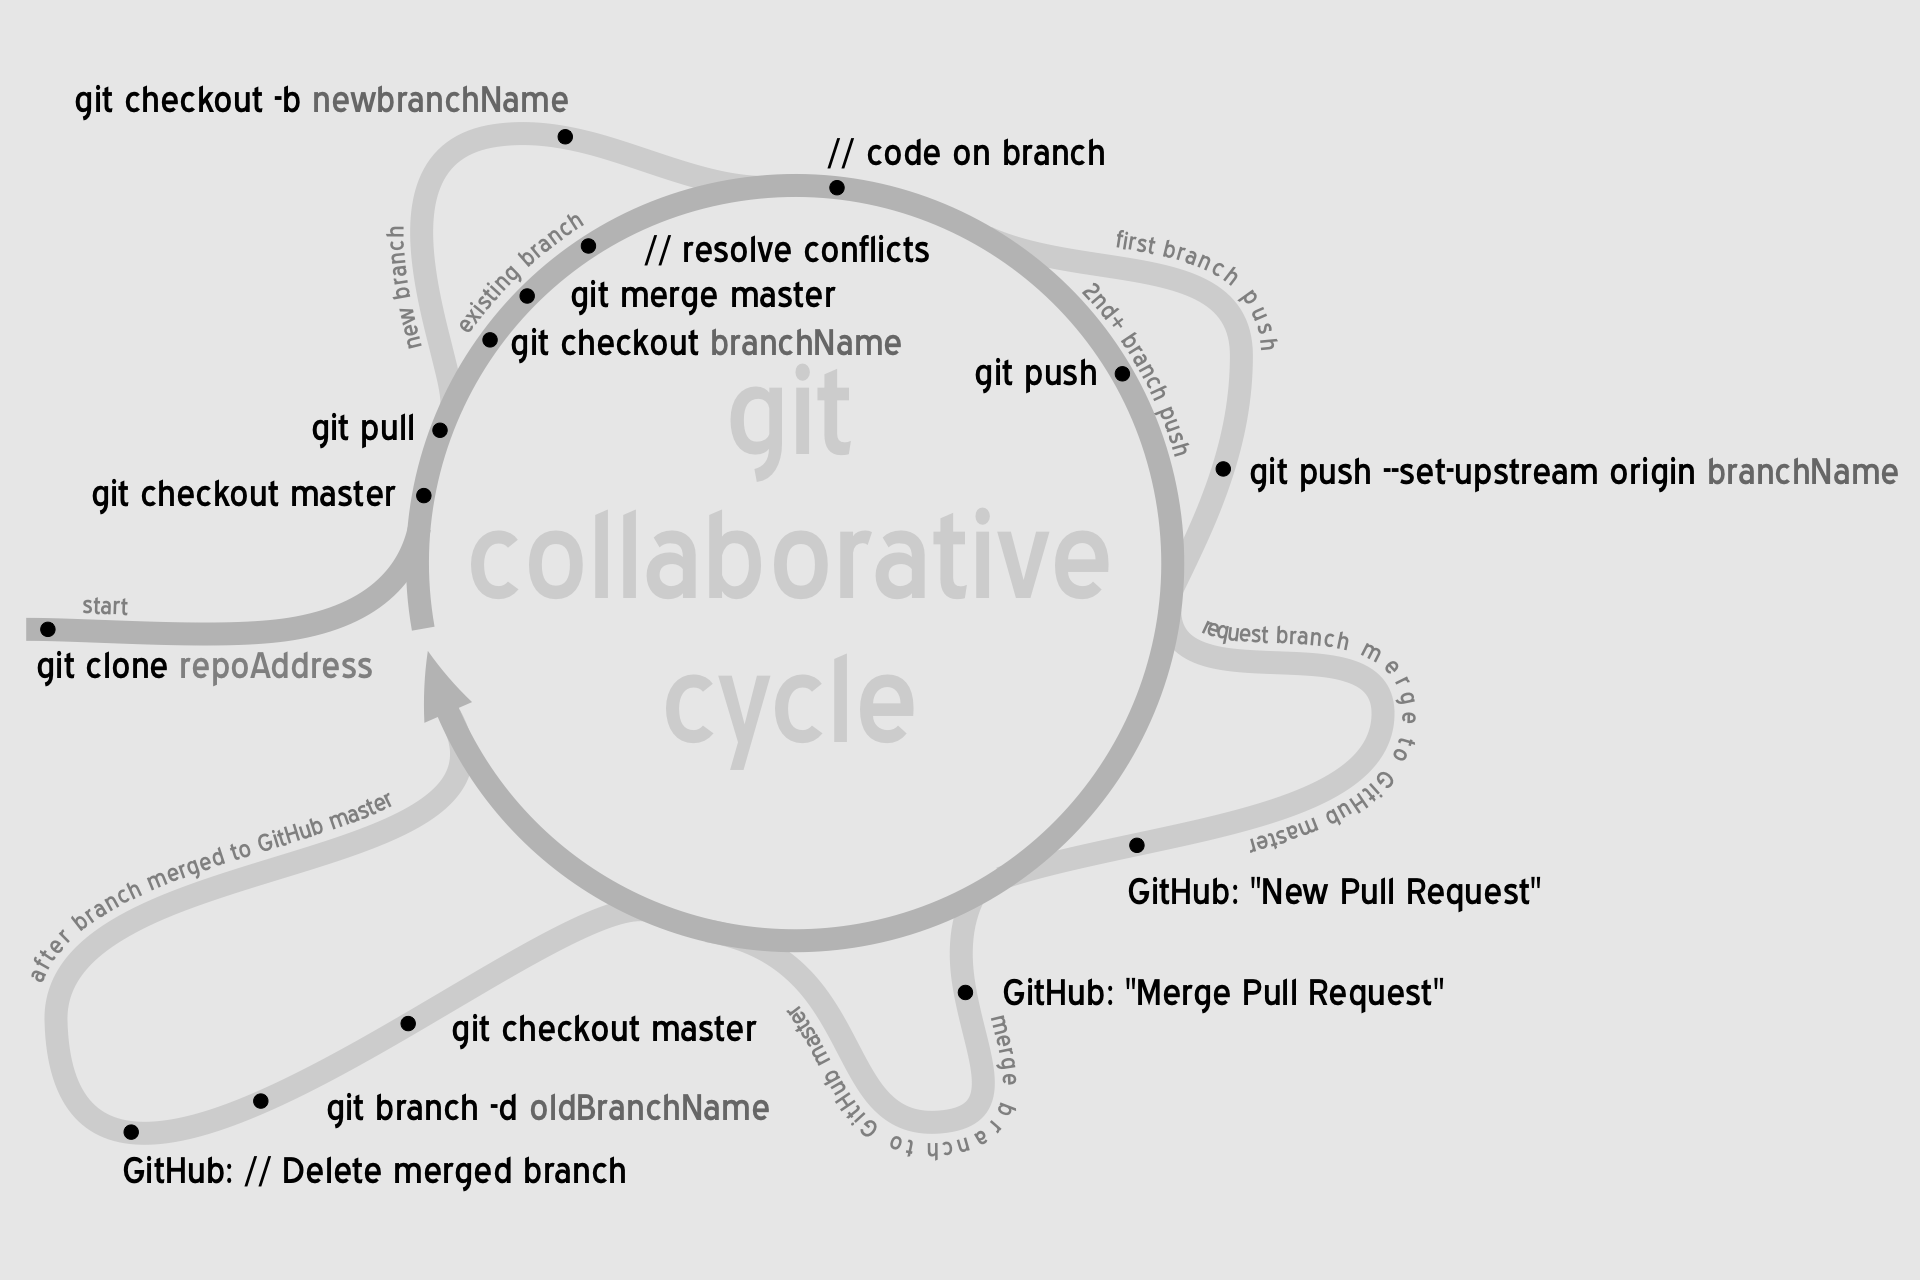 git checkout -b newbranchName
// code on branch
new branch
existing branch
// resolve conflicts
git merge master
git checkout branchName
first branch push
2nd+ branch push
git push
git pull
git checkout master
git push --set-upstream origin branchName
git
collaborative
cycle
start
git clone repoAddress
request branch merge to GitHub master
GitHub: "New Pull Request"
GitHub: "Merge Pull Request"
merge branch to GitHub master
after branch merged to GitHub master
git checkout master
git branch -d oldBranchName
GitHub: // Delete merged branch